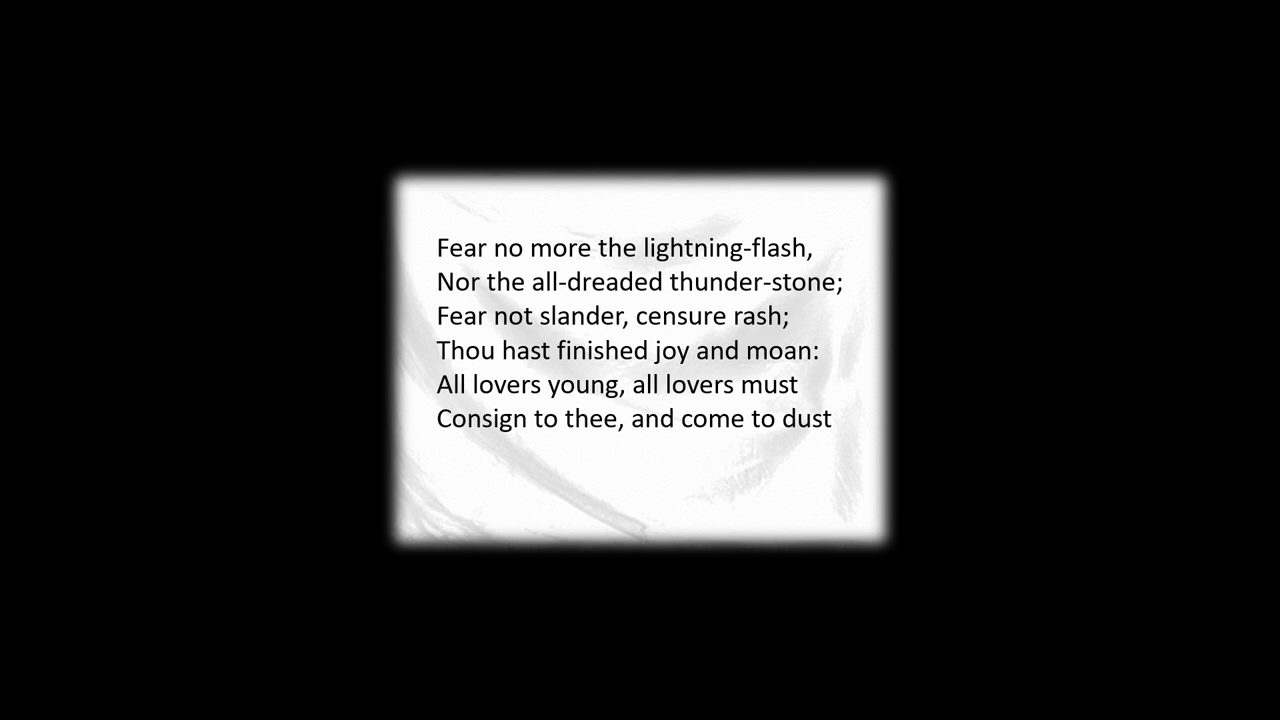 Fear no more the lightning-flash,
Nor the all-dreaded thunder-stone;
Fear not slander, censure rash;
Thou hast finished joy and moan:
All lovers young, all lovers must
Consign to thee, and come to dust